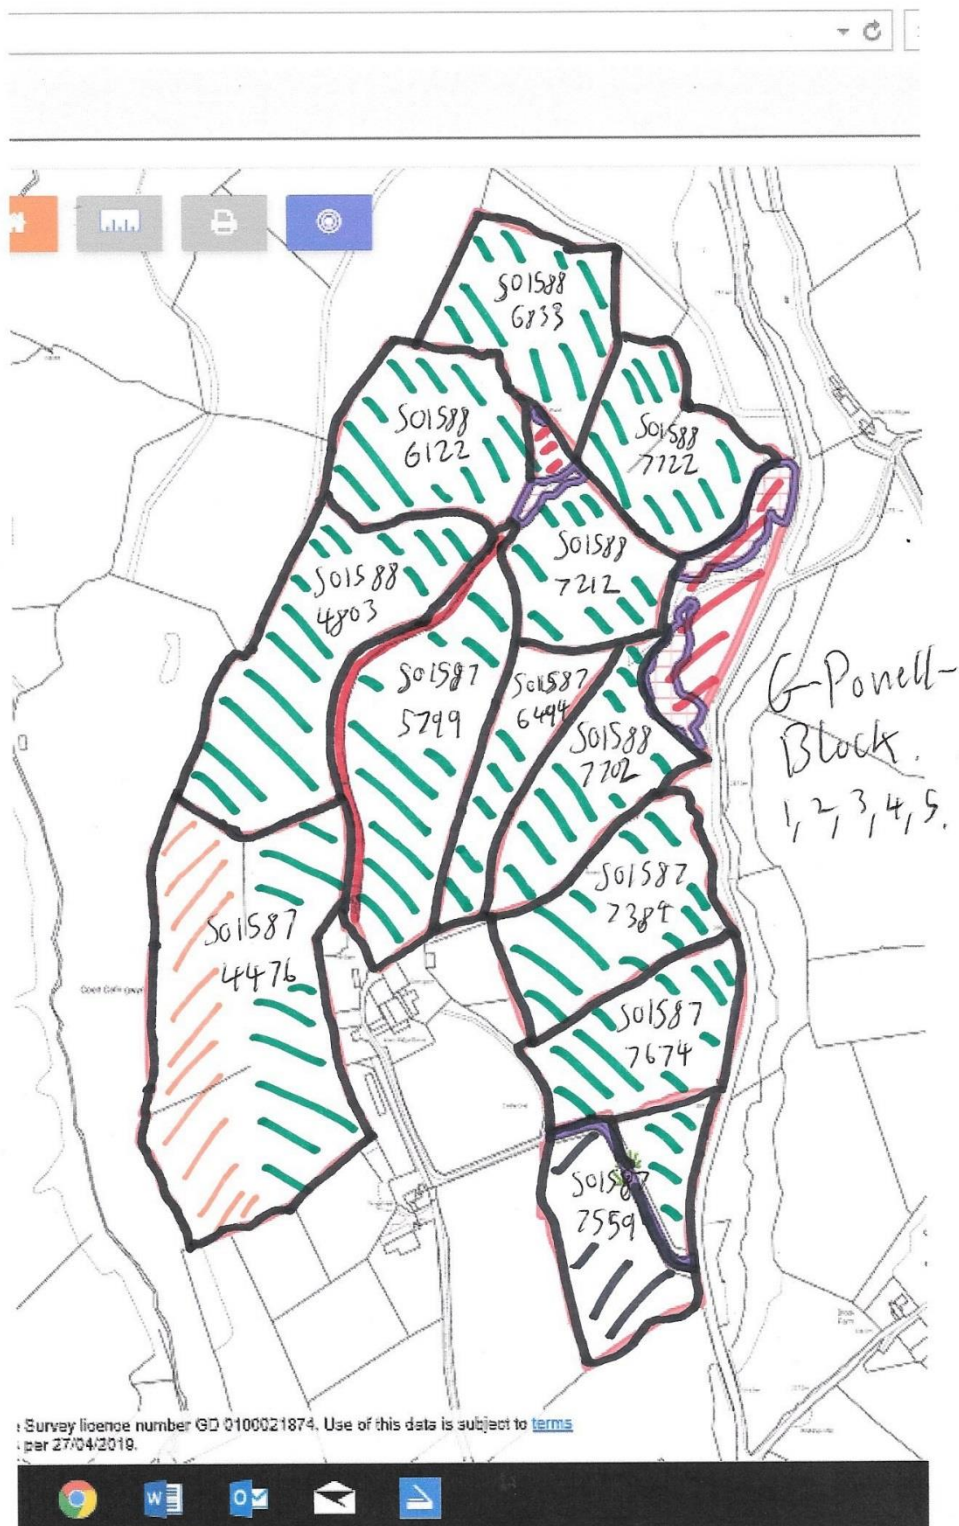 SO1588
6833
SO1588
6122
SO1588
7722
SO1588
7212
SO1588
4803
SO1587
5799
SO1587
6494
SO1588
7702
G-Powell-
Block.
1, 2, 3, 4, 5.
SO1587
7384
SO1587
4476
SO1587
7674
SO1587
7559
Survey licence number GD 0100021874. Use of this data is subject to terms
per 27/04/2019.